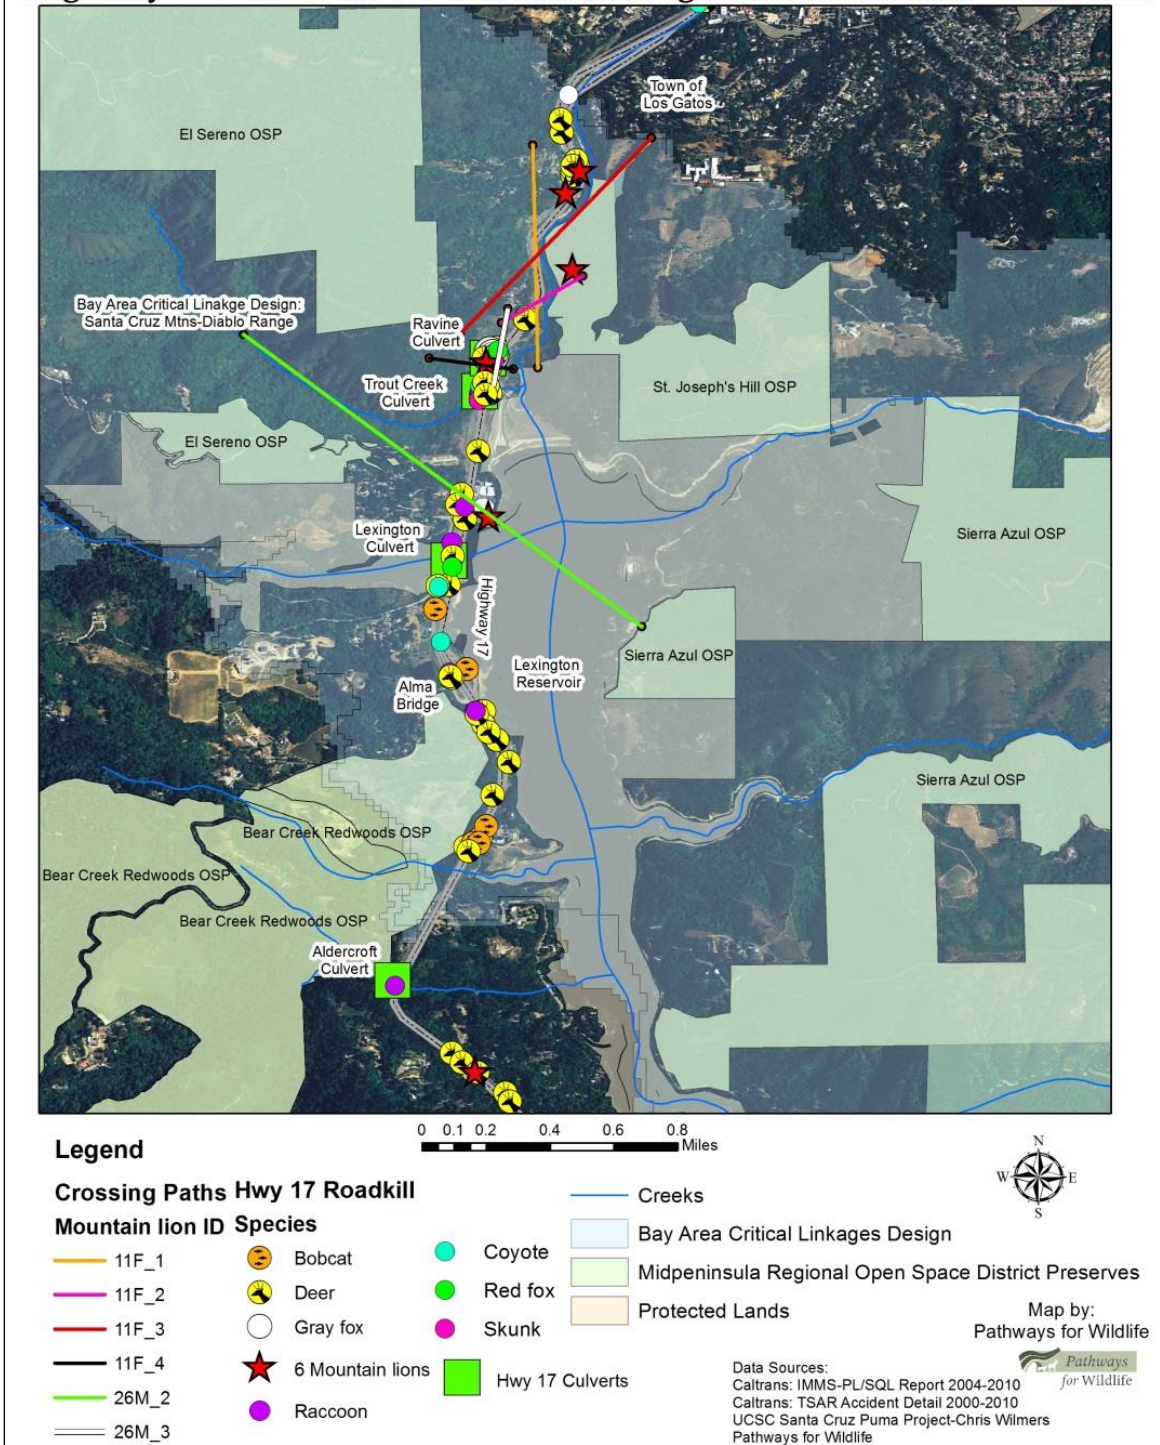 Town of
Los Gatos
El Sereno OSP
Bay Area Critical Linakge Design:
Santa Cruz Mtns-Diablo Range
Ravine
Culvert
Trout Creek
Culvert
St. Joseph's Hill OSP
El Sereno OSP
Lexington
Culvert
Sierra Azul OSP
Highway 17
Sierra Azul OSP
Lexington
Reservoir
Alma
Bridge
Sierra Azul OSP
Bear Creek Redwoods OSP
Bear Creek Redwoods OSP
Bear Creek Redwoods OSP
Aldercroft
Culvert
0 0.1 0.2 0.4 0.6 0.8
Miles
Legend
Crossing Paths
Mountain lion ID
11F_1
11F_2
11F_3
11F_4
26M_2
26M_3
Hwy 17 Roadkill
Species
Bobcat
Deer
Gray fox
6 Mountain lions
Raccoon
Coyote
Red fox
Skunk
Hwy 17 Culverts
Creeks
Bay Area Critical Linkages Design
Midpeninsula Regional Open Space District Preserves
Protected Lands
N
W
E
S
Map by:
Pathways for Wildlife
Pathways
for Wildlife
Data Sources:
Caltrans: IMMS-PL/SQL Report 2004-2010
Caltrans: TSAR Accident Detail 2000-2010
UCSC Santa Cruz Puma Project-Chris Wilmers
Pathways for Wildlife